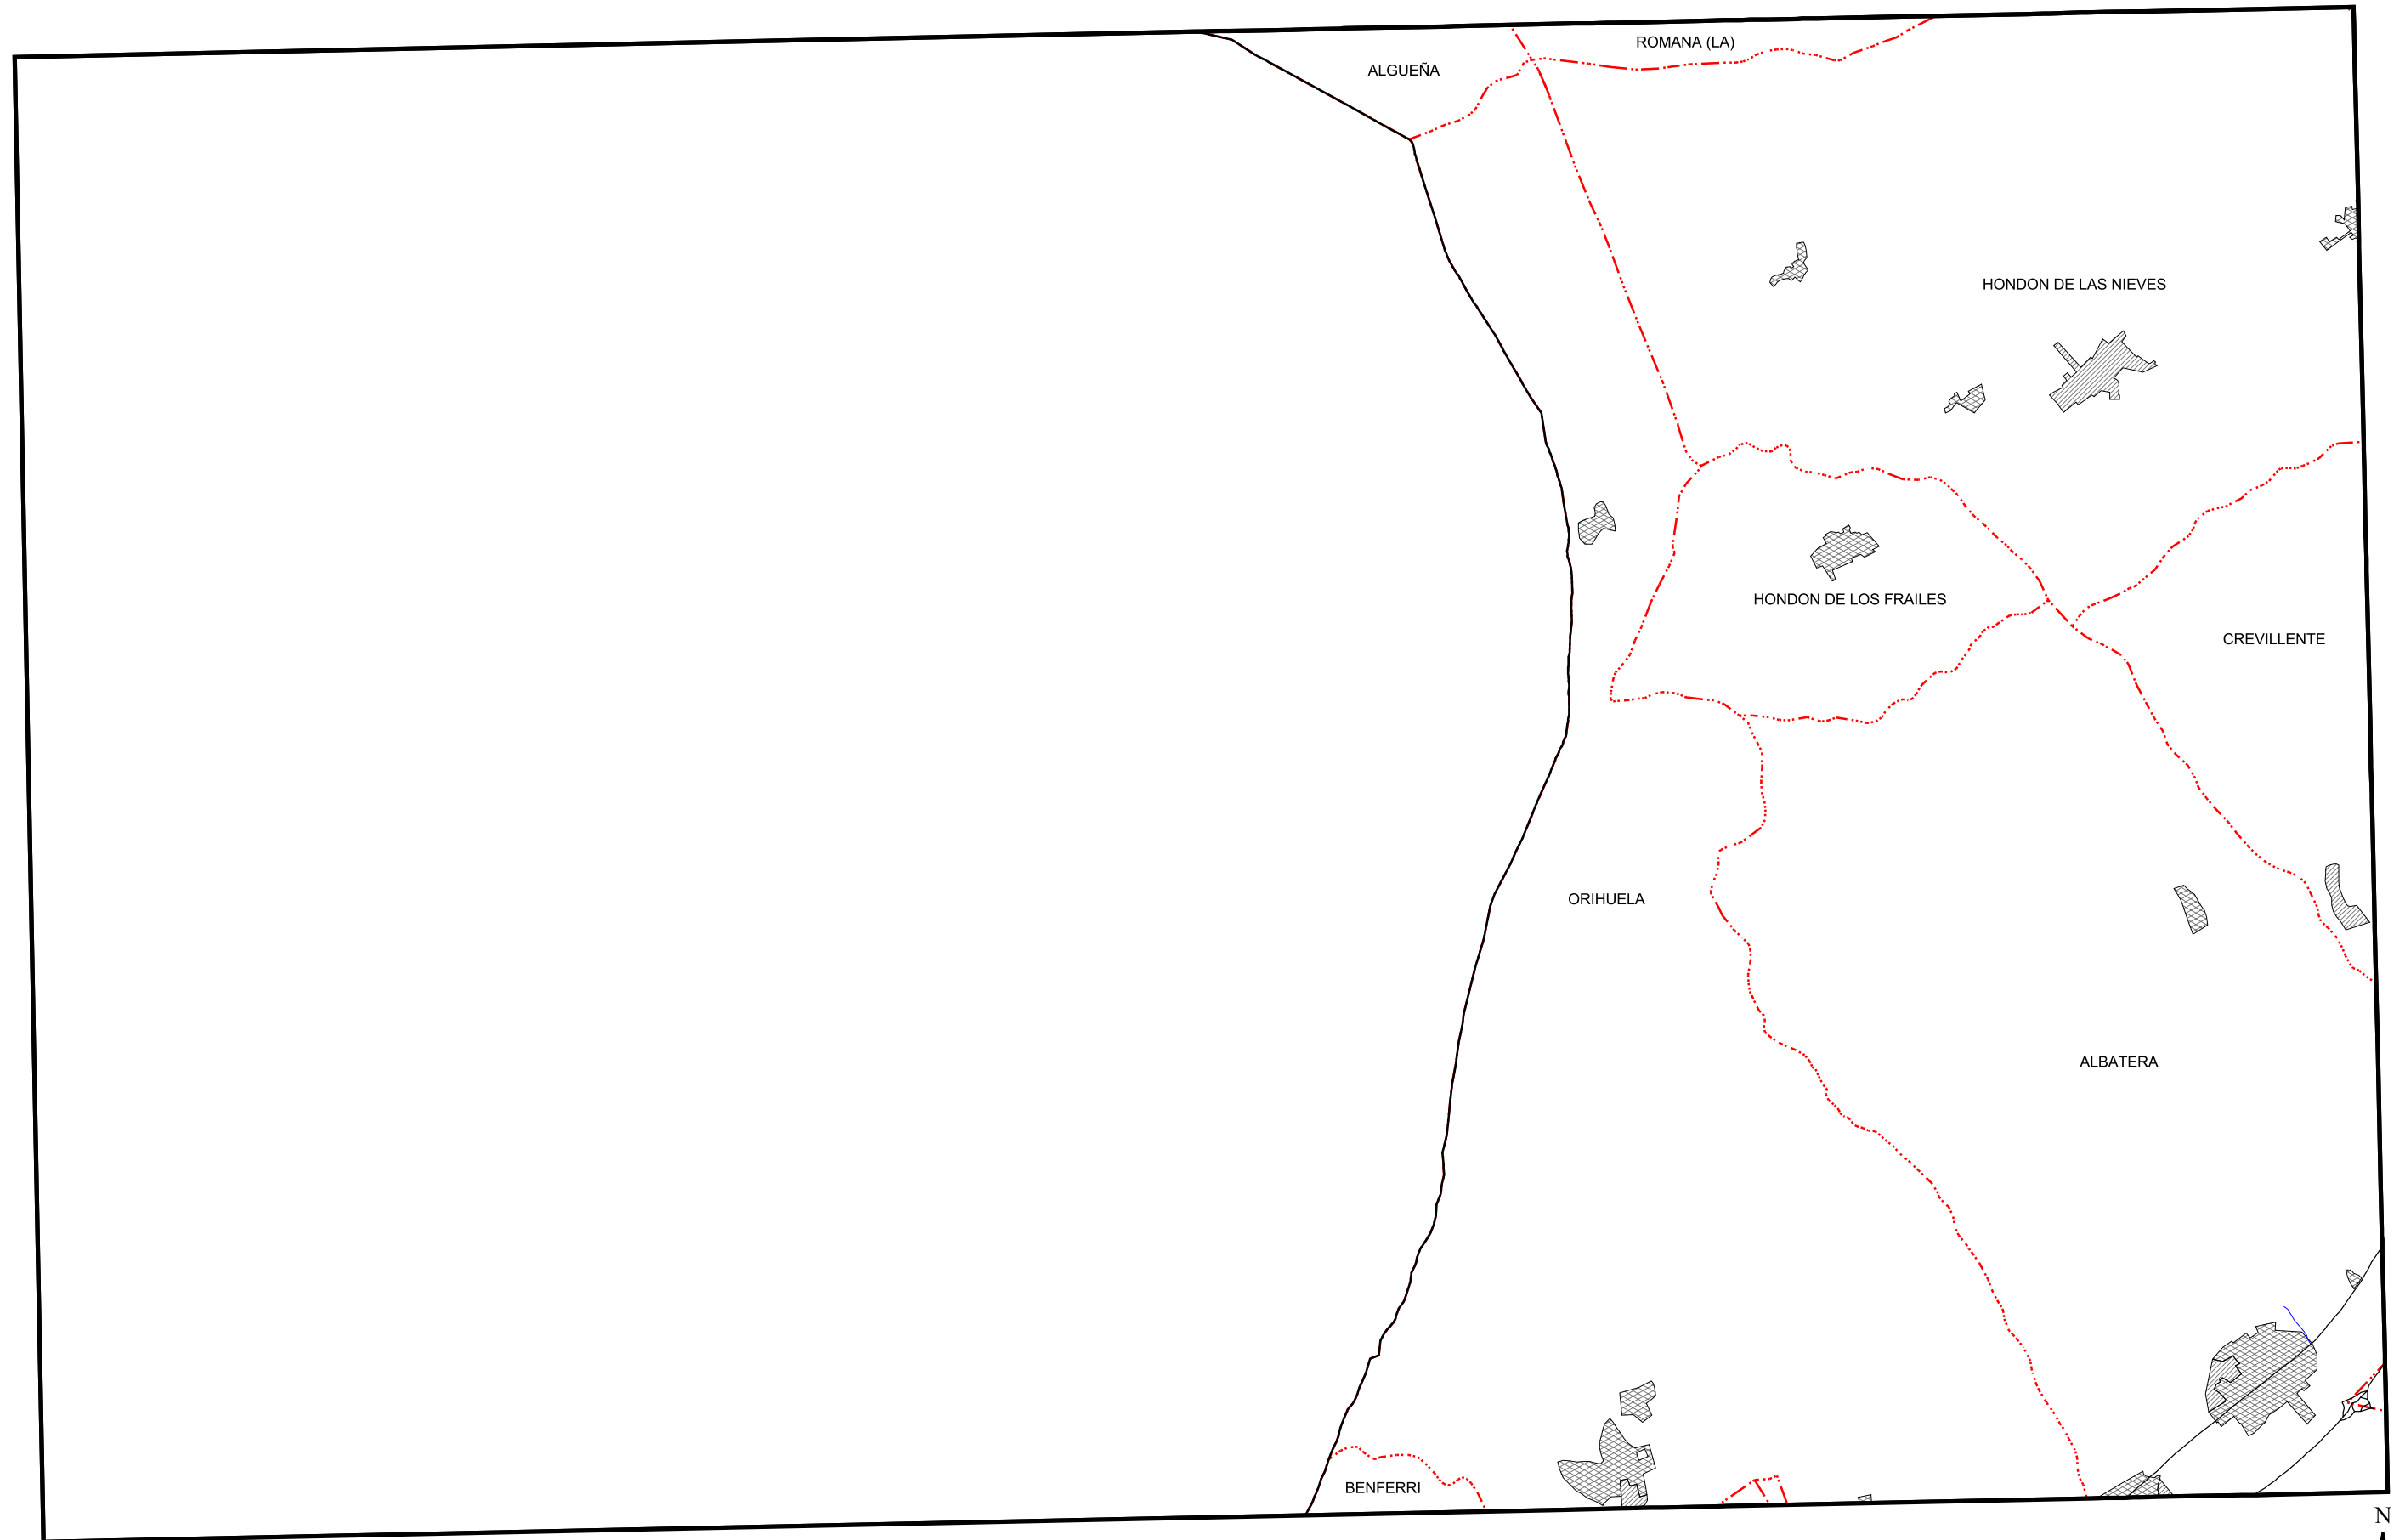 ROMANA (LA)
ALGUEÑA
HONDON DE LAS NIEVES
HONDON DE LOS FRAILES
CREVILLENTE
ORIHUELA
ALBATERA
BENFERRI
N